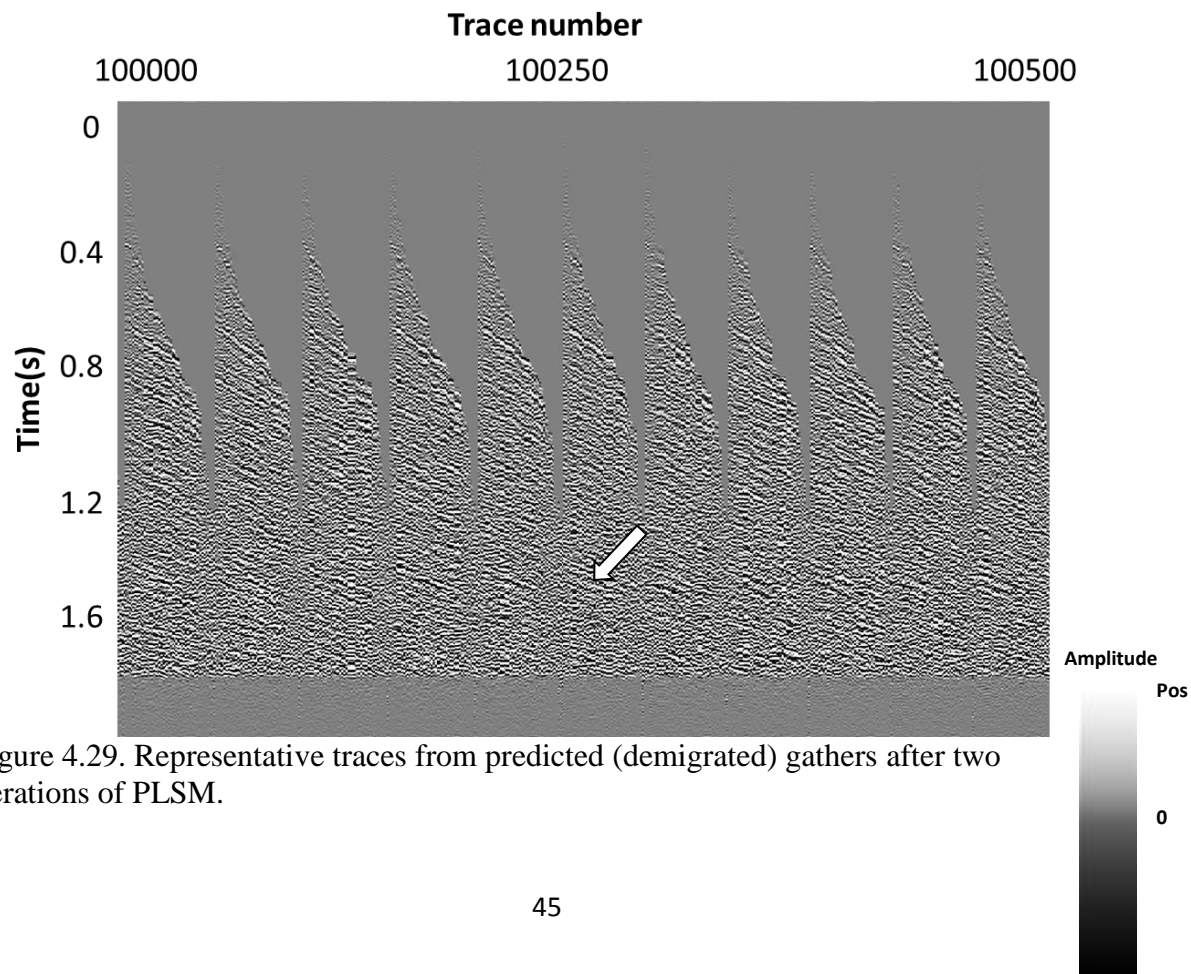 Trace number
100000 100250 100500
0
0.4
0.8
1.2
1.6
Time(s)
Amplitude
Pos
0
gure 4.29. Representative traces from predicted (demigrated) gathers after two
erations of PLSM.
45